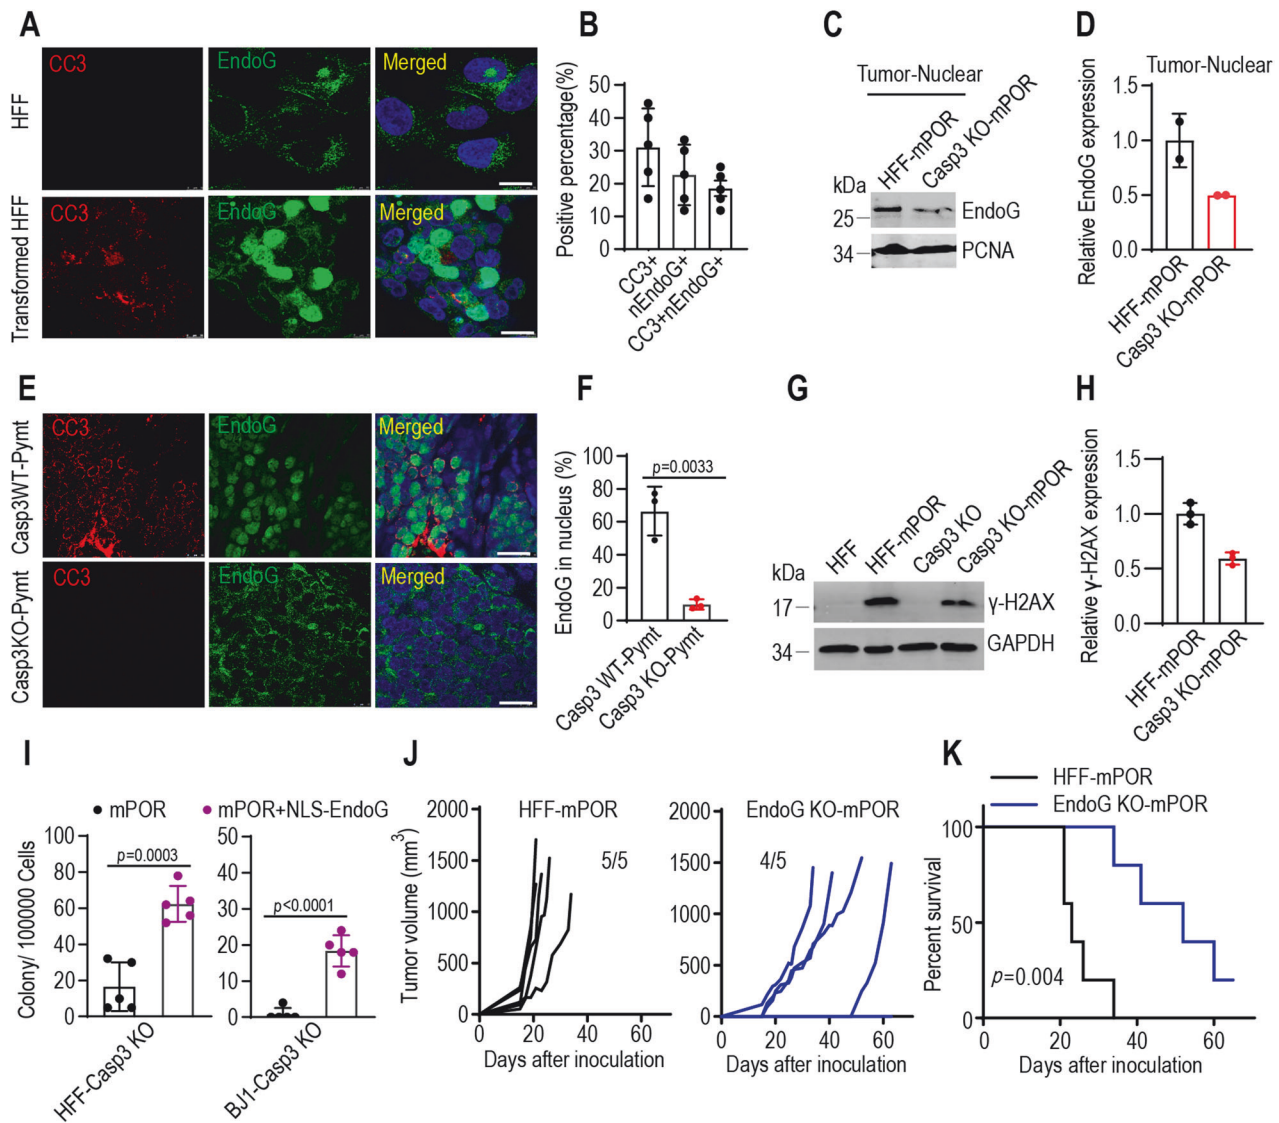 A
CC3
EndoG
Merged
HFF
CC3
EndoG
Merged
Transformed HFF
B
Positive percentage(%)
50
40
30
20
10
0
CC3+
nEndoG+
CC3+nEndoG+
C
Tumor-Nuclear
HFF-mPOR
Casp3 KO-mPOR
kDa
25
EndoG
34
PCNA
D
Tumor-Nuclear
Relative EndoG expression
1.5
1.0
0.5
0.0
HFF-mPOR
Casp3 KO-mPOR
E
CC3
EndoG
Merged
Casp3WT-Pymt
CC3
EndoG
Merged
Casp3KO-Pymt
F
EndoG in nucleus (%)
p=0.0033
100
80
60
40
20
0
Casp3 WT-Pymt
Casp3 KO-Pymt
G
HFF
HFF-mPOR
Casp3 KO
Casp3 KO-mPOR
kDa
17
γ-H2AX
34
GAPDH
H
Relative γ-H2AX expression
1.5
1.0
0.5
0.0
HFF-mPOR
Casp3 KO-mPOR
I
mPOR
mPOR+NLS-EndoG
Colony/ 100000 Cells
100
80
60
40
20
0
p=0.0003
HFF-Casp3 KO
50
40
30
20
10
0
p<0.0001
BJ1-Casp3 KO
J
Tumor volume (mm3)
2000
1500
1000
500
0
HFF-mPOR
5/5
0
20
40
60
Days after inoculation
2000
1500
1000
500
0
EndoG KO-mPOR
4/5
0
20
40
60
Days after inoculation
K
HFF-mPOR
EndoG KO-mPOR
Percent survival
100
50
0
p=0.004
0
20
40
60
Days after inoculation